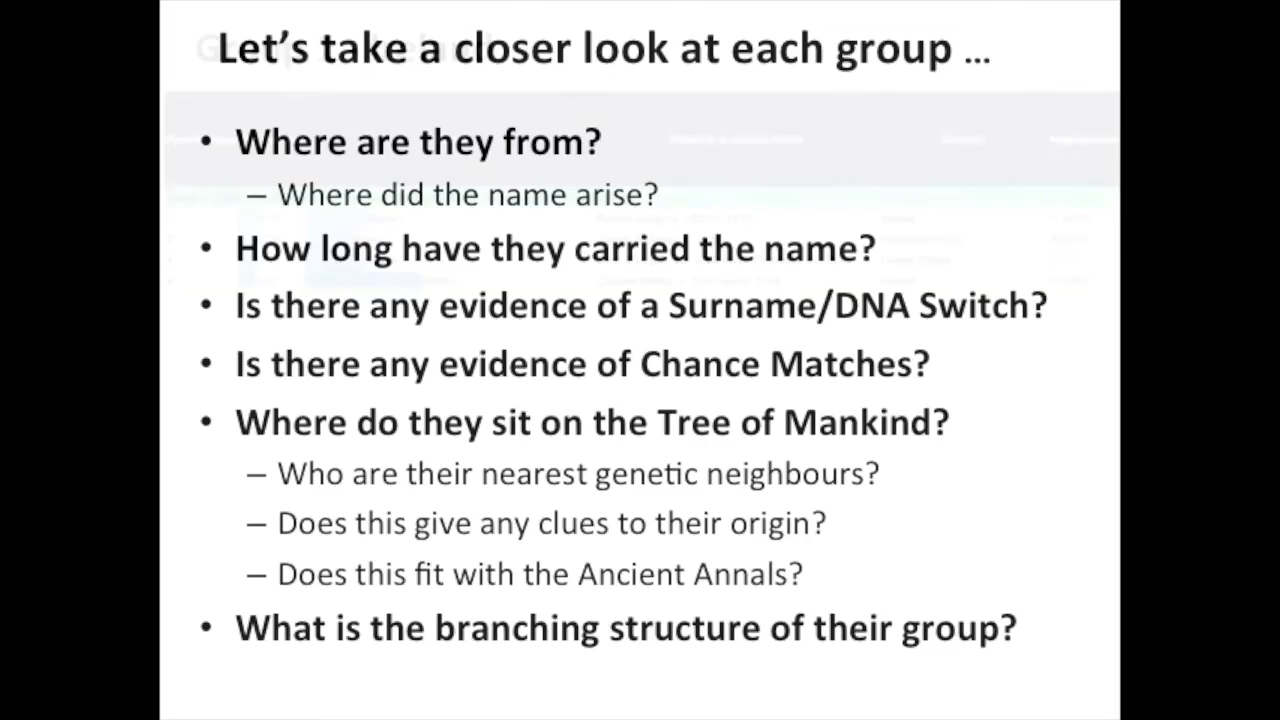 Let's take a closer look at each group ...
• Where are they from?
– Where did the name arise?
• How long have they carried the name?
• Is there any evidence of a Surname/DNA Switch?
• Is there any evidence of Chance Matches?
• Where do they sit on the Tree of Mankind?
– Who are their nearest genetic neighbours?
– Does this give any clues to their origin?
– Does this fit with the Ancient Annals?
• What is the branching structure of their group?